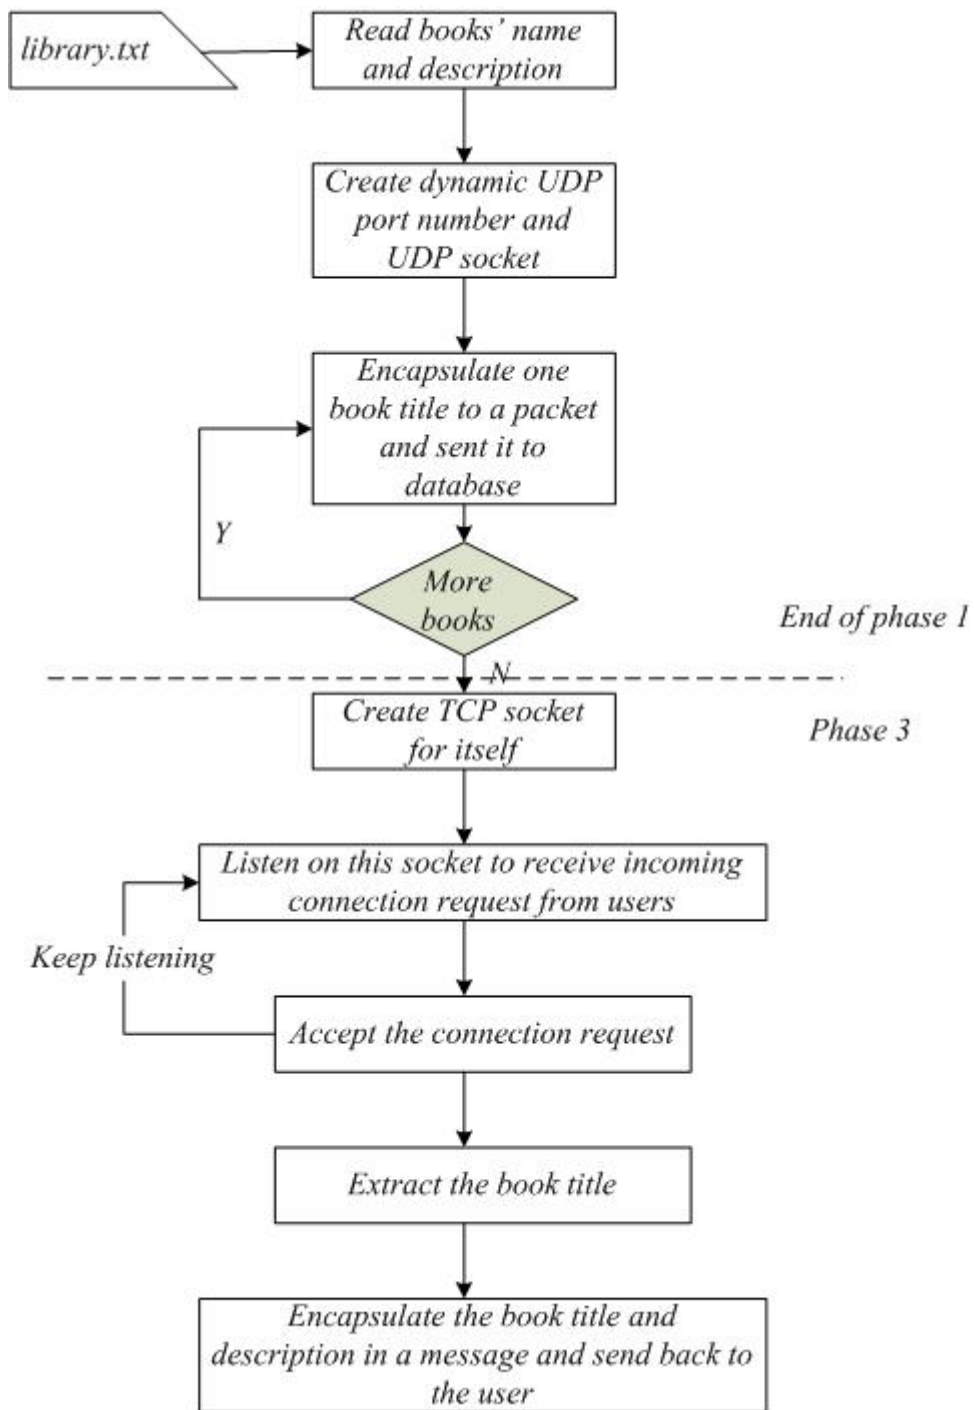 library.txt
Read books’ name
and description
Create dynamic UDP
port number and
UDP socket
Encapsulate one
book title to a packet
and sent it to
database
Y
More
books
End of phase 1
N
Create TCP socket
for itself
Phase 3
Listen on this socket to receive incoming
connection request from users
Keep listening
Accept the connection request
Extract the book title
Encapsulate the book title and
description in a message and send back to
the user